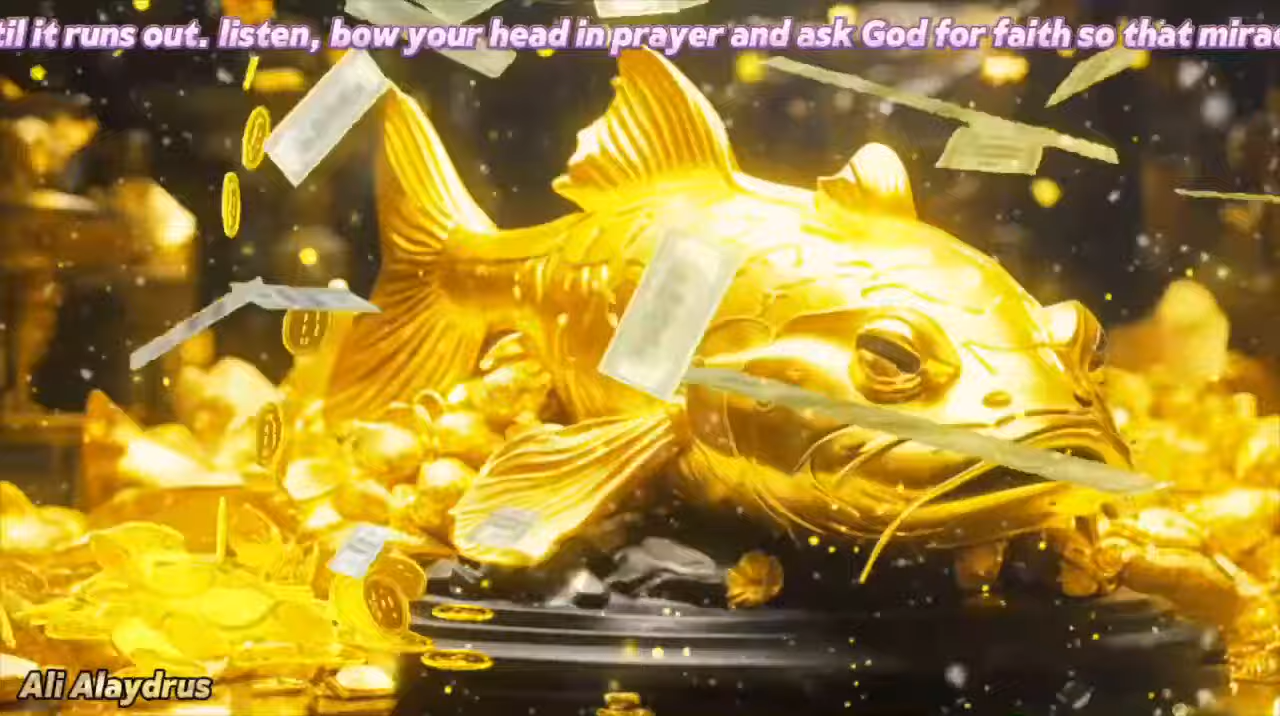 til it runs out. listen, bow your head in prayer and ask God for faith so that mirac
Ali Alaydrus